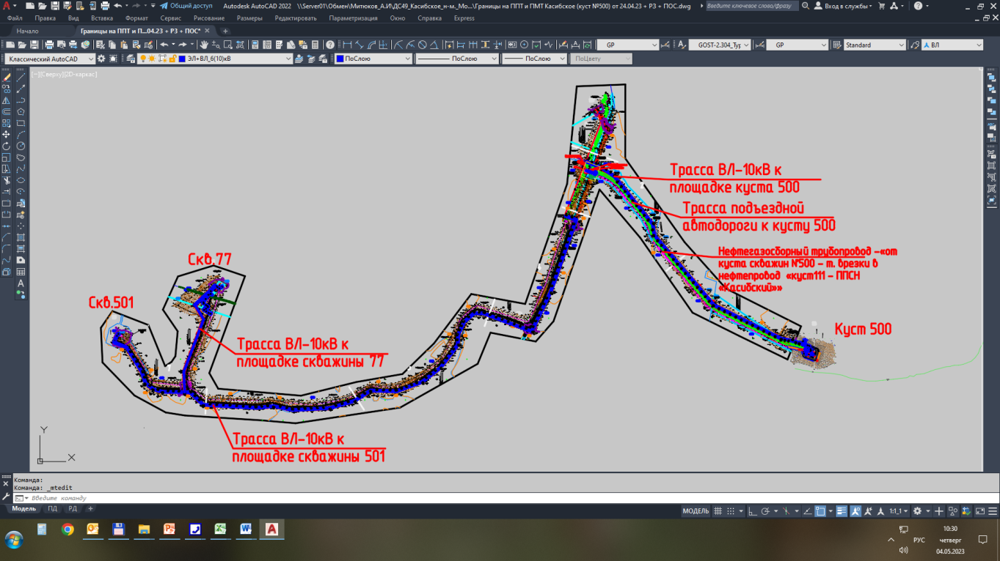 Общий доступ
Autodesk AutoCAD 2022
\\Server01\Обмен\Митюков_А.И\ДС49_Касибское_н-м._Мо...\Границы на ППТ и ПМТ Касибское (куст №500) от 24.04.23 + РЗ + ПОС.dwg
Введите ключевое слово/фразу
Вход в службы
Файл Правка Вид Вставка Формат Сервис Рисование Размеры Редактировать Параметризация Окно Справка Express
Начало
Границы на ППТ и П...04.23 + РЗ + ПОС*
GP
GOST-2.304_Typ
GP
Standard
ВЛ
Классический AutoCAD
ЭЛ+ВЛ_6(10)кВ
ПоСлою
ПоСлою
ПоСлою
ПоЦвету
[−][Сверху][2D-каркас]
Трасса ВЛ-10кВ к
площадке куста 500
Трасса подъездной
автодороги к кусту 500
Нефтегазосборный трубопровод -«от
куста скважин №500 - т. врезки в
нефтепровод «куст111 - ППСН
«Касибский»»
Куст 500
Скв.77
Скв.501
Трасса ВЛ-10кВ к
площадке скважины 77
Трасса ВЛ-10кВ к
площадке скважины 501
Y
X
Команда:
Команда: _mtedit
Введите команду
Модель ПД РД
МОДЕЛЬ
1:1_1
РУС
10:30
четверг
04.05.2023